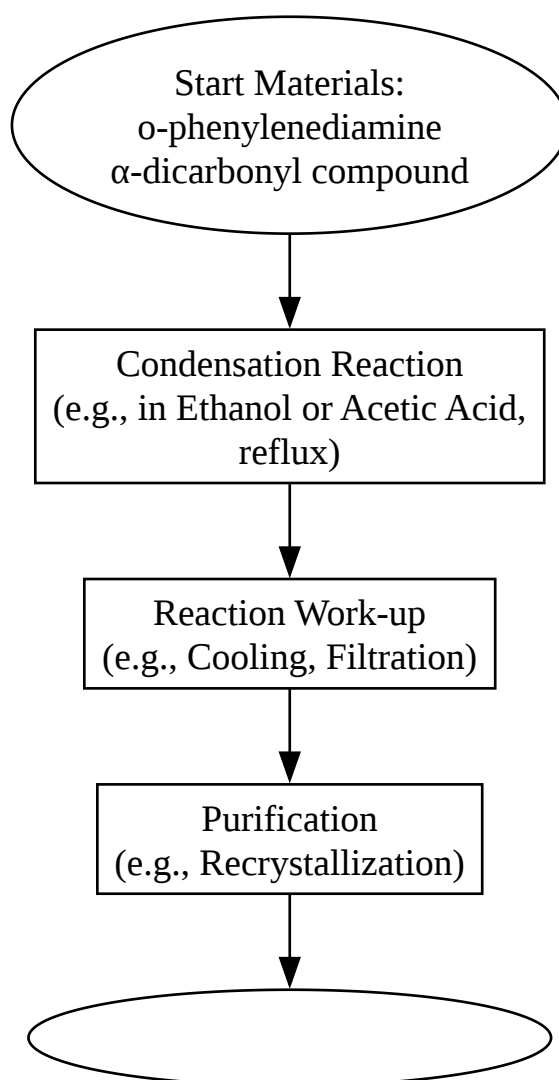 Start Materials:
o-phenylenediamine
α-dicarbonyl compound
Condensation Reaction
(e.g., in Ethanol or Acetic Acid,
reflux)
Reaction Work-up
(e.g., Cooling, Filtration)
Purification
(e.g., Recrystallization)